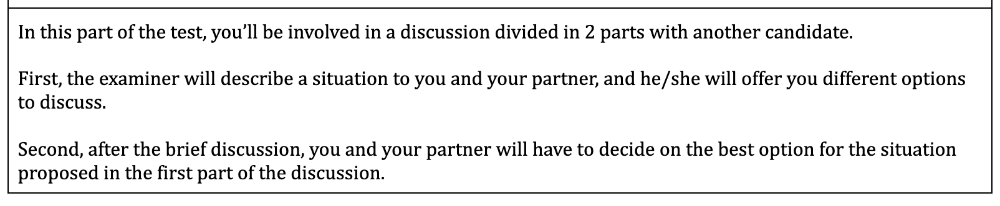 In this part of the test, you’ll be involved in a discussion divided in 2 parts with another candidate.
First, the examiner will describe a situation to you and your partner, and he/she will offer you different options
to discuss.
Second, after the brief discussion, you and your partner will have to decide on the best option for the situation
proposed in the first part of the discussion.